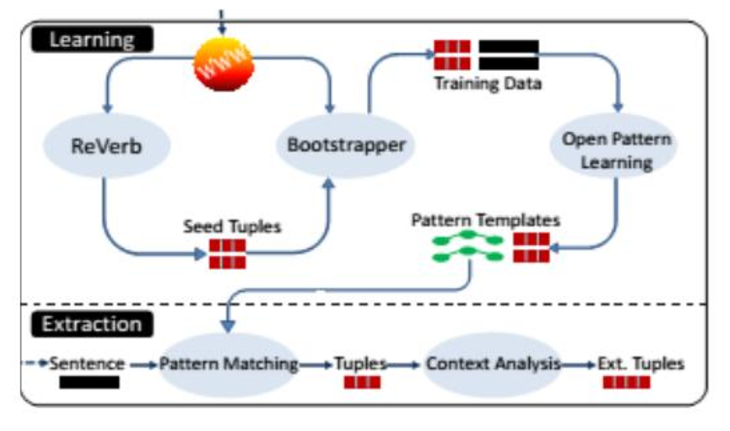 Learning
WWW
ReVerb
Bootstrapper
Training Data
Open Pattern
Learning
Seed Tuples
Pattern Templates
Extraction
Sentence
Pattern Matching
Tuples
Context Analysis
Ext. Tuples